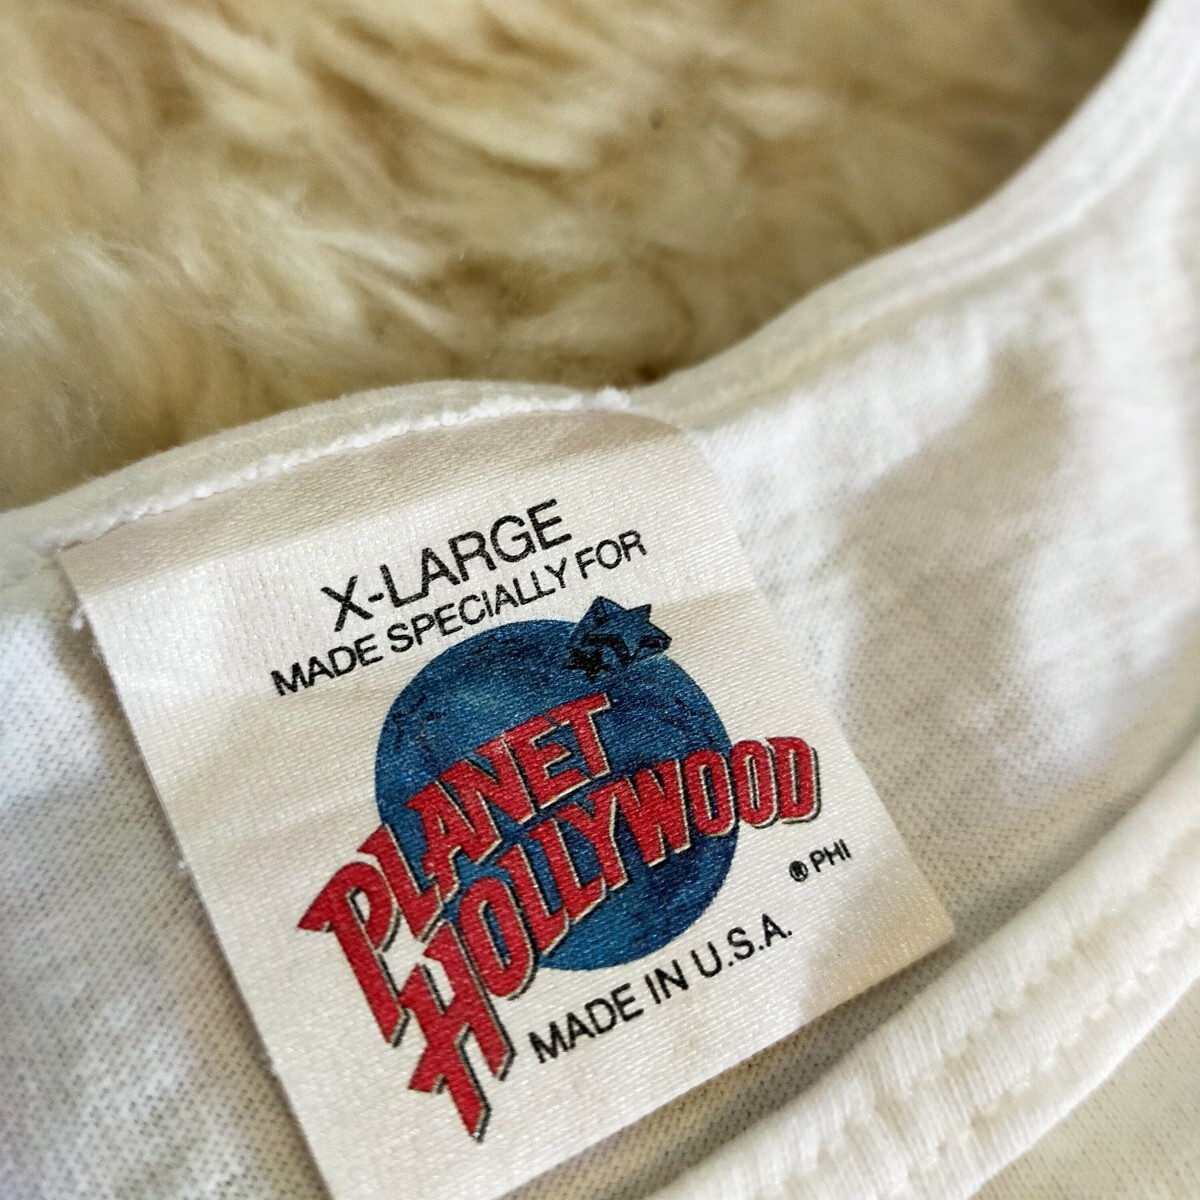 X-LARGE
MADE SPECIALLY FOR
PLANET
HOLLYWOOD
® PHI
MADE IN U.S.A.